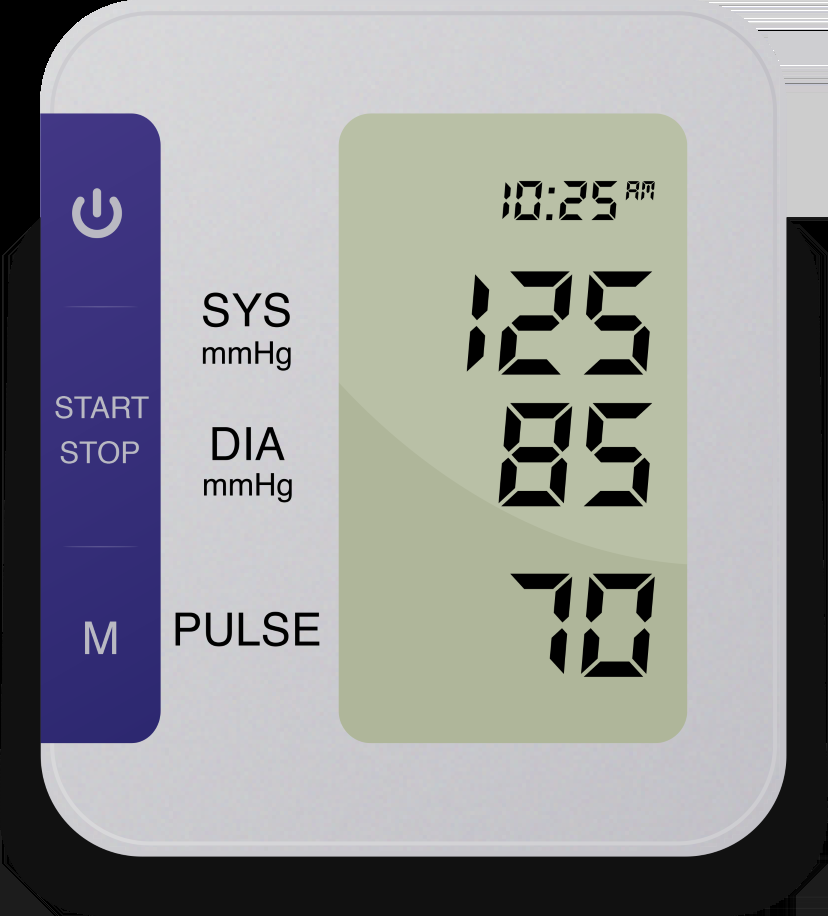 10:25 AM
SYS 125
mmHg
START
STOP
DIA 85
mmHg
M PULSE 70